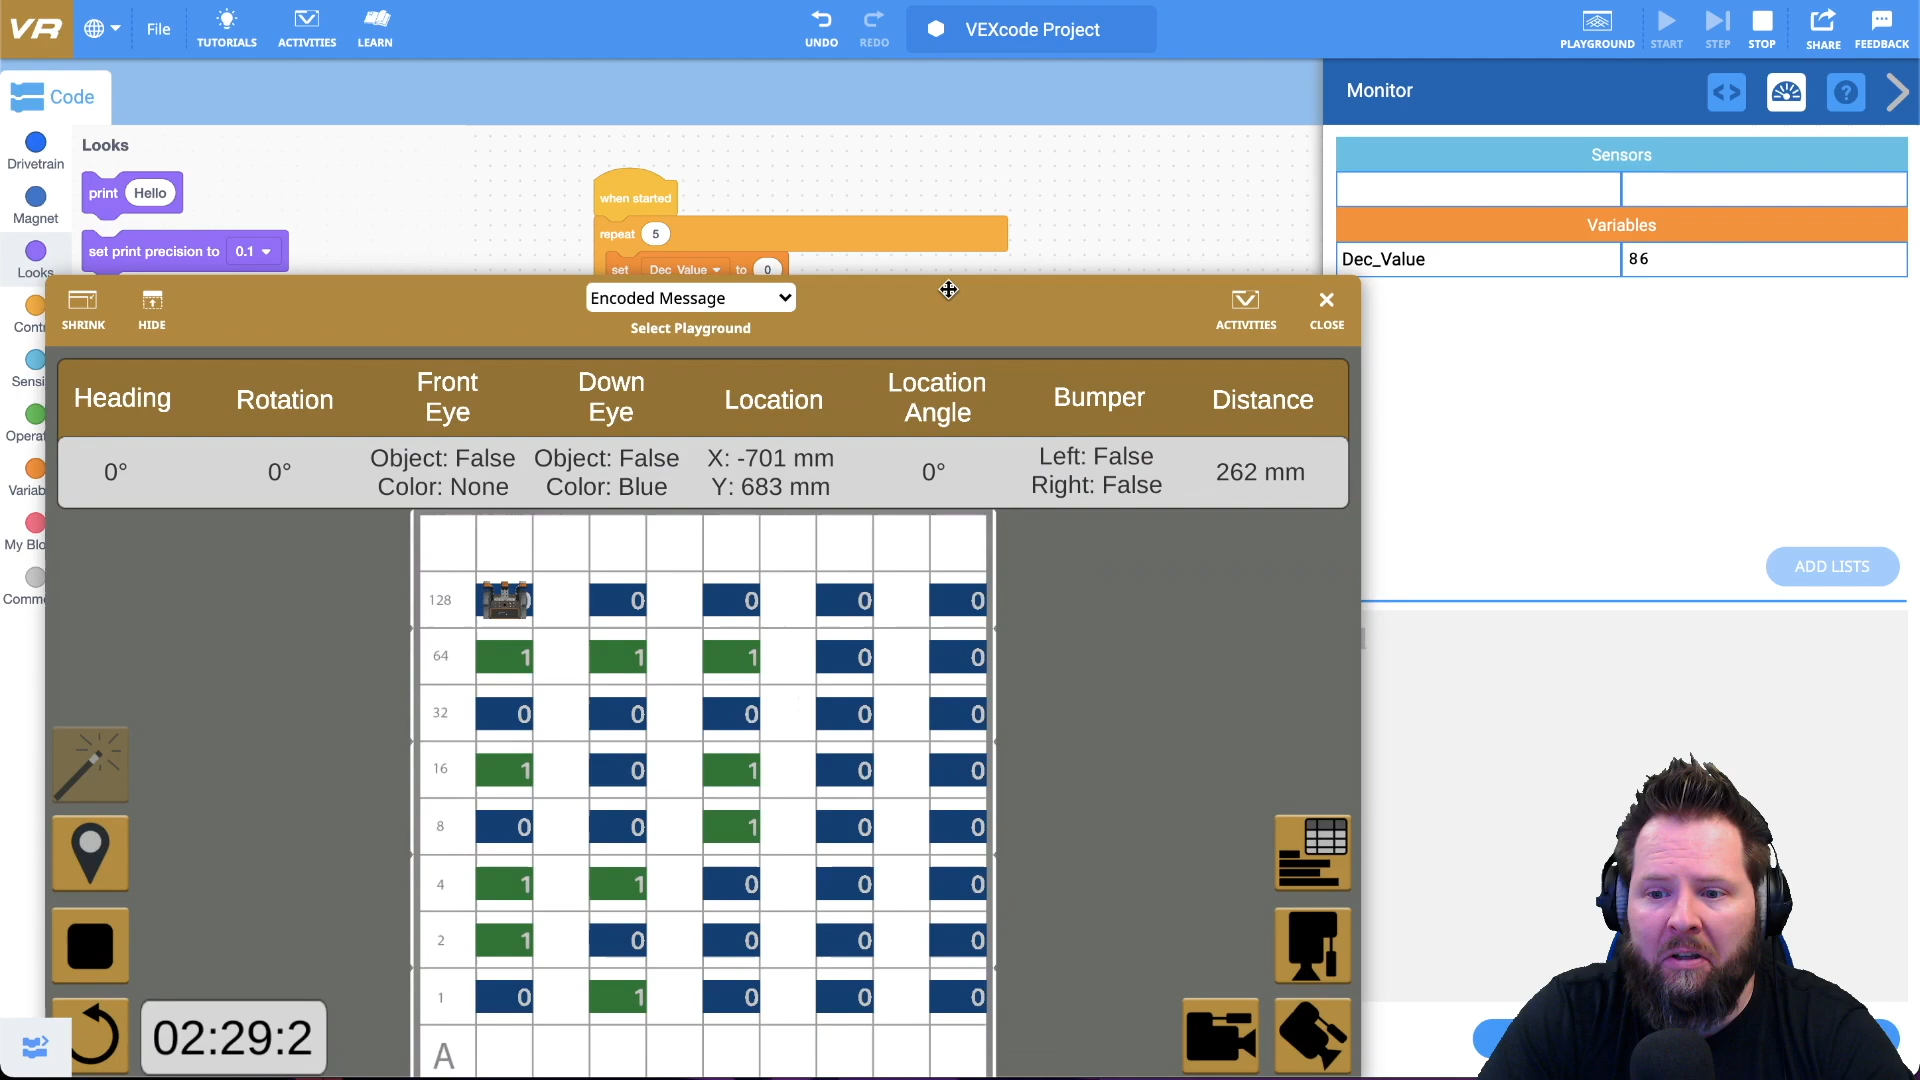 VR
File
TUTORIALS
ACTIVITIES
LEARN
UNDO
REDO
VEXcode Project
PLAYGROUND
START
STEP
STOP
SHARE
FEEDBACK
Code
Monitor
Drivetrain
Magnet
Looks
Looks
print Hello
set print precision to 0.1
when started
repeat 5
set Dec_Value to 0
Sensors
Variables
Dec_Value 86
ADD LISTS
SHRINK
HIDE
Encoded Message
Select Playground
ACTIVITIES
CLOSE
Heading Rotation Front Eye Down Eye Location Location Angle Bumper Distance
0° 0° Object: False Object: False X: -701 mm 0° Left: False 262 mm
Color: None Color: Blue Y: 683 mm Right: False
128 0 0 0 0
64 1 1 1 0 0
32 0 0 0 0 0
16 1 0 1 0 0
8 0 0 1 0 0
4 1 1 0 0 0
2 1 0 0 0 0
1 0 1 0 0 0
A
02:29:2